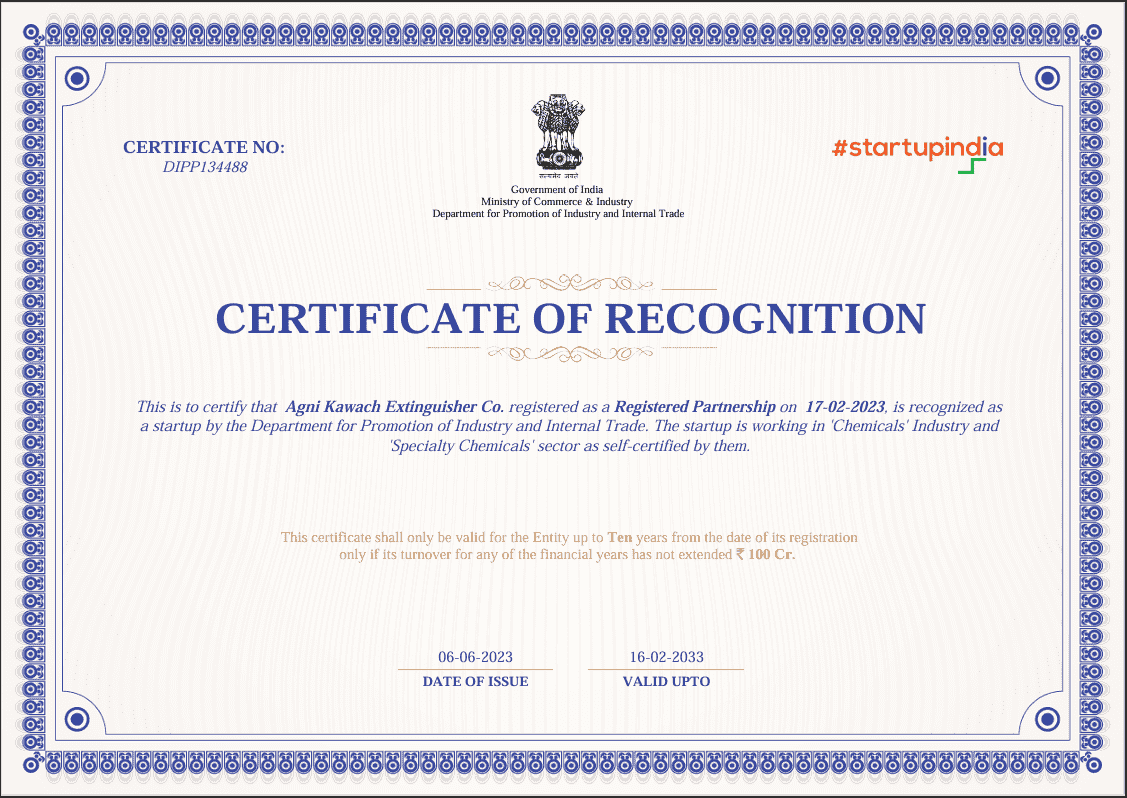 CERTIFICATE NO:
DIPP134488
सत्यमेव जयते
#startupindia
Government of India
Ministry of Commerce & Industry
Department for Promotion of Industry and Internal Trade
CERTIFICATE OF RECOGNITION
This is to certify that Agni Kawach Extinguisher Co. registered as a Registered Partnership on 17-02-2023, is recognized as
a startup by the Department for Promotion of Industry and Internal Trade. The startup is working in 'Chemicals' Industry and
'Specialty Chemicals' sector as self-certified by them.
This certificate shall only be valid for the Entity up to Ten years from the date of its registration
only if its turnover for any of the financial years has not extended ₹ 100 Cr.
06-06-2023
DATE OF ISSUE
16-02-2033
VALID UPTO